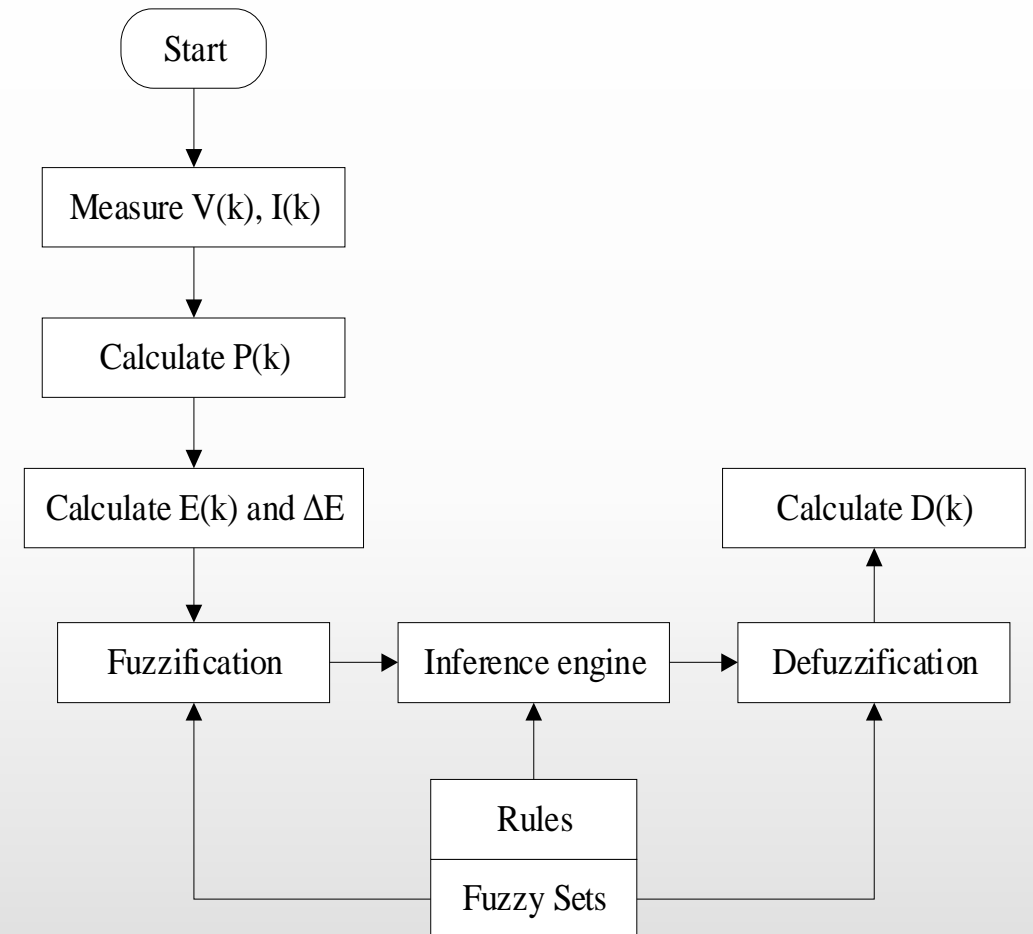 Start
Measure V(k), I(k)
Calculate P(k)
Calculate E(k) and ΔE
Calculate D(k)
Fuzzification
Inference engine
Defuzzification
Rules
Fuzzy Sets